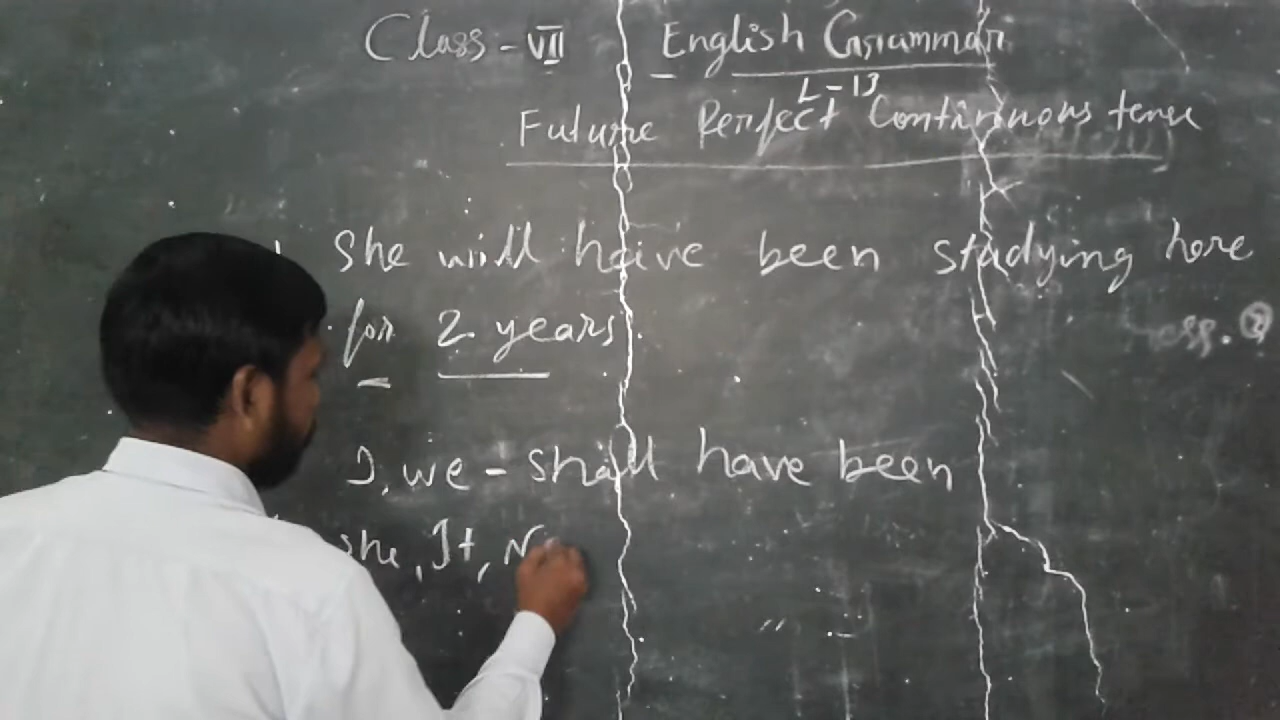 Class - VII English Grammar
L-13
Future Perfect Continuous tense
1. She will have been studying here
for 2 years.
I, we - shall have been
she, It, N